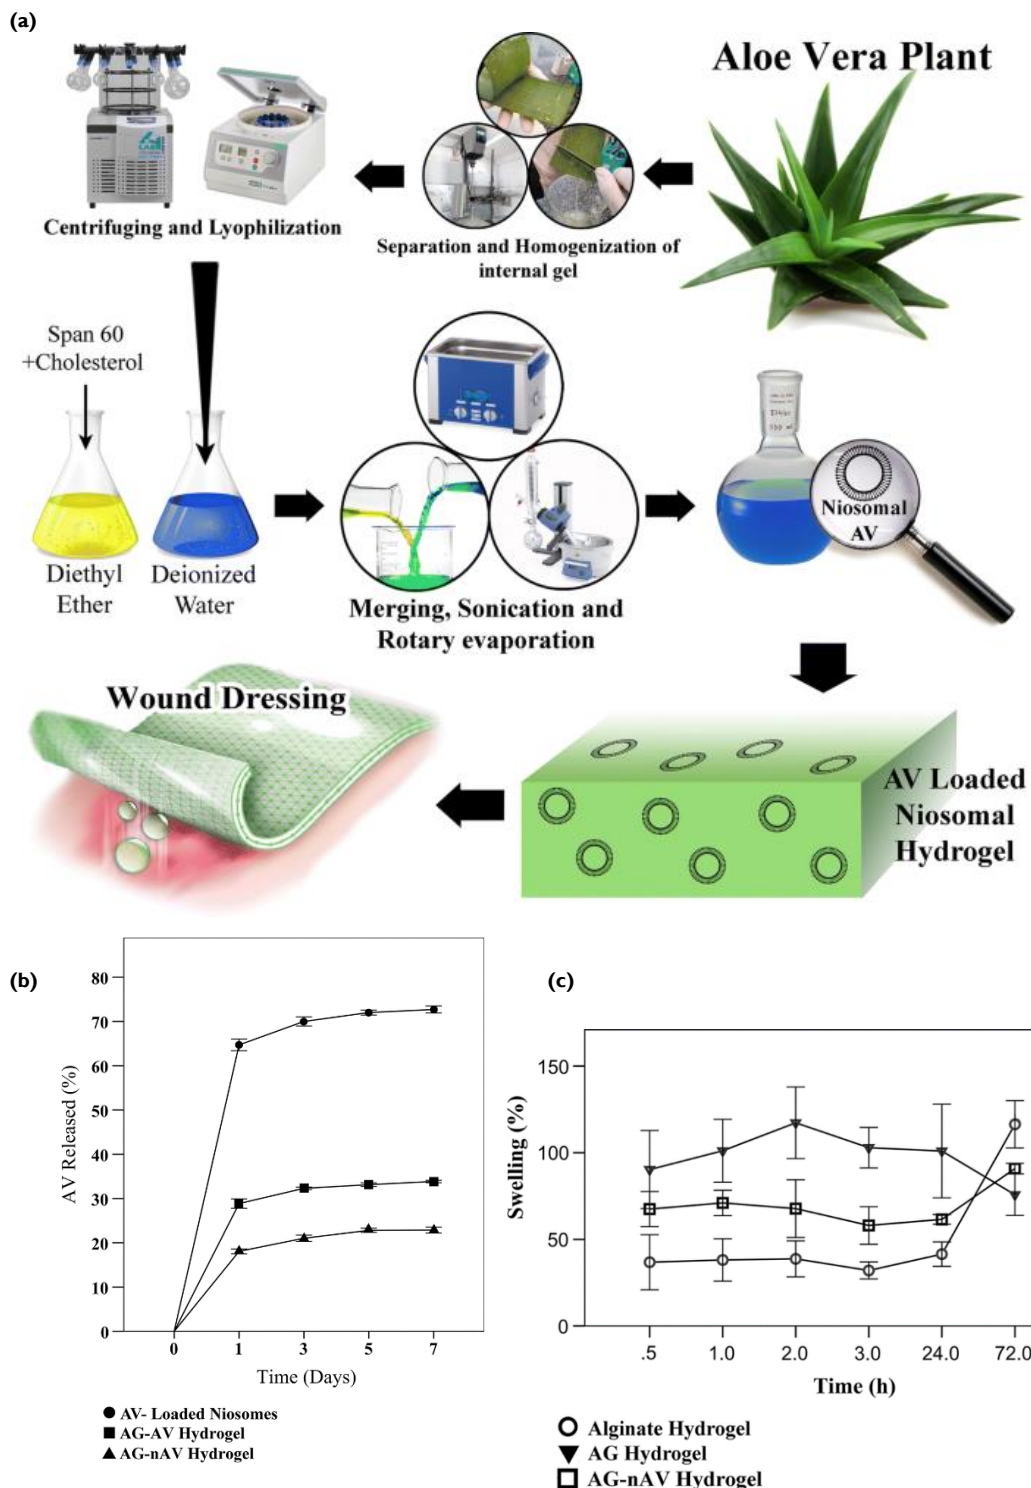 (a)
Aloe Vera Plant
Centrifuging and Lyophilization
Separation and Homogenization of
internal gel
Span 60
+Cholesterol
Diethyl
Ether
Deionized
Water
Merging, Sonication and
Rotary evaporation
Niosomal
AV
Wound Dressing
AV Loaded
Niosomal
Hydrogel
(b)
AV Released (%)
80
70
60
50
40
30
20
10
0
0 1 3 5 7
Time (Days)
AV- Loaded Niosomes
AG-AV Hydrogel
AG-nAV Hydrogel
(c)
Swelling (%)
150
100
50
0
.5 1.0 2.0 3.0 24.0 72.0
Time (h)
Alginate Hydrogel
AG Hydrogel
AG-nAV Hydrogel